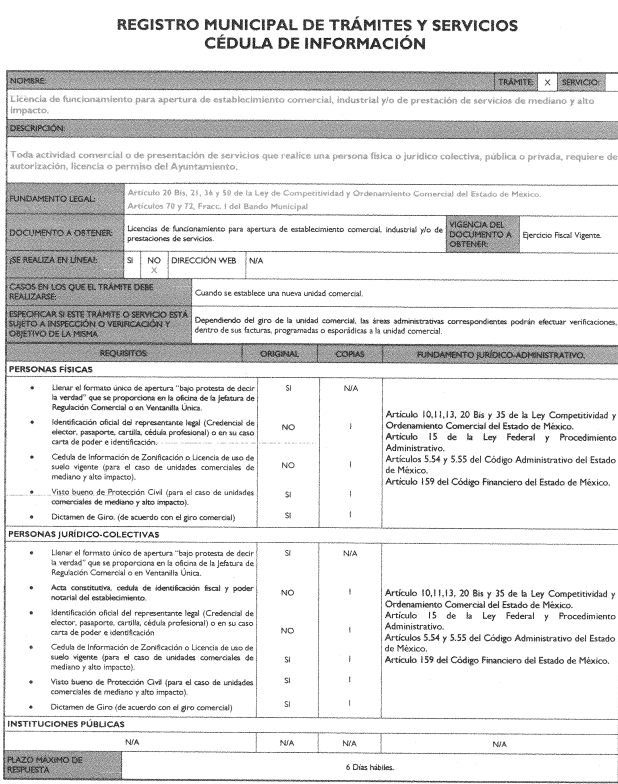 REGISTRO MUNICIPAL DE TRÁMITES Y SERVICIOS
CÉDULA DE INFORMACIÓN
NOMBRE: TRÁMITE: X SERVICIO:
Licencia de funcionamiento para apertura de establecimiento comercial, industrial y/o de prestación de servicios de mediano y alto
impacto.
DESCRIPCIÓN:
Toda actividad comercial o de presentación de servicios que realice una persona física o jurídico colectiva, pública o privada, requiere de
autorización, licencia o permiso del Ayuntamiento.
FUNDAMENTO LEGAL:
Artículo 20 Bis, 21, 36 y 50 de la Ley de Competitividad y Ordenamiento Comercial del Estado de México.
Artículos 70 y 72, Fracc. I del Bando Municipal
DOCUMENTO A OBTENER:
Licencias de funcionamiento para apertura de establecimiento comercial, industrial y/o de
prestaciones de servicios.
VIGENCIA DEL
DOCUMENTO A
OBTENER:
Ejercicio Fiscal Vigente.
¿SE REALIZA EN LÍNEA?: SI NO DIRECCIÓN WEB N/A
X
CASOS EN LOS QUE EL TRÁMITE DEBE
REALIZARSE:
Cuando se establece una nueva unidad comercial.
ESPECIFICAR SI ESTE TRÁMITE O SERVICIO ESTÁ
SUJETO A INSPECCIÓN O VERIFICACIÓN Y
OBJETIVO DE LA MISMA
Dependiendo del giro de la unidad comercial, las áreas administrativas correspondientes podrán efectuar verificaciones,
dentro de sus facturas, programadas o esporádicas a la unidad comercial.
REQUISITOS: ORIGINAL COPIAS FUNDAMENTO JURÍDICO-ADMINISTRATIVO.
PERSONAS FÍSICAS
• Llenar el formato único de apertura "bajo protesta de decir SI N/A
la verdad" que se proporciona en la oficina de la Jefatura de
Regulación Comercial o en Ventanilla Única.
• Identificación oficial del representante legal (Credencial de NO 1
elector, pasaporte, cartilla, cédula profesional) o en su caso
carta de poder e identificación.
• Cedula de Información de Zonificación o Licencia de uso de
suelo vigente (para el caso de unidades comerciales de NO 1
mediano y alto impacto).
• Visto bueno de Protección Civil (para el caso de unidades SI 1
comerciales de mediano y alto impacto).
• Dictamen de Giro. (de acuerdo con el giro comercial) SI 1
Artículo 10,11,13, 20 Bis y 35 de la Ley Competitividad y
Ordenamiento Comercial del Estado de México.
Artículo 15 de la Ley Federal y Procedimiento
Administrativo.
Artículos 5.54 y 5.55 del Código Administrativo del Estado
de México.
Artículo 159 del Código Financiero del Estado de México.
PERSONAS JURÍDICO-COLECTIVAS
• Llenar el formato único de apertura "bajo protesta de decir SI N/A
la verdad" que se proporciona en la oficina de la Jefatura de
Regulación Comercial o en Ventanilla Única.
• Acta constitutiva, cedula de identificación fiscal y poder NO 1
notarial del establecimiento.
• Identificación oficial del representante legal (Credencial de
elector, pasaporte, cartilla, cédula profesional) o en su caso
carta de poder e identificación NO 1
• Cedula de Información de Zonificación o Licencia de uso de
suelo vigente (para el caso de unidades comerciales de SI 1
mediano y alto impacto).
• Visto bueno de Protección Civil (para el caso de unidades SI 1
comerciales de mediano y alto impacto).
• Dictamen de Giro (de acuerdo con el giro comercial) SI 1
Artículo 10,11,13, 20 Bis y 35 de la Ley Competitividad y
Ordenamiento Comercial del Estado de México.
Artículo 15 de la Ley Federal y Procedimiento
Administrativo.
Artículos 5.54 y 5.55 del Código Administrativo del Estado
de México.
Artículo 159 del Código Financiero del Estado de México.
INSTITUCIONES PÚBLICAS
N/A N/A N/A N/A
PLAZO MÁXIMO DE
RESPUESTA
6 Días hábiles.